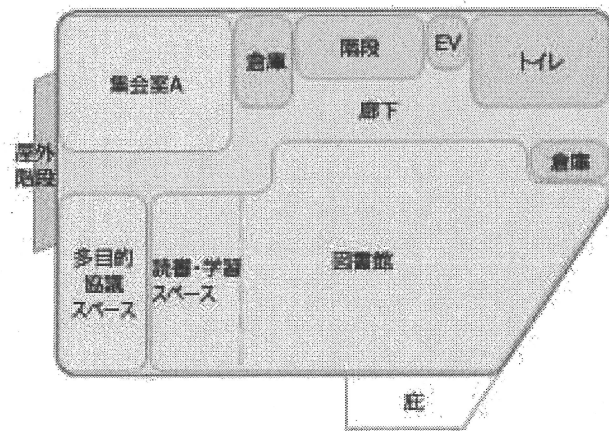 集会室A
倉庫
階段
EV
トイレ
廊下
屋外
階段
倉庫
多目的
協議
スペース
読書・学習
スペース
図書館
庇